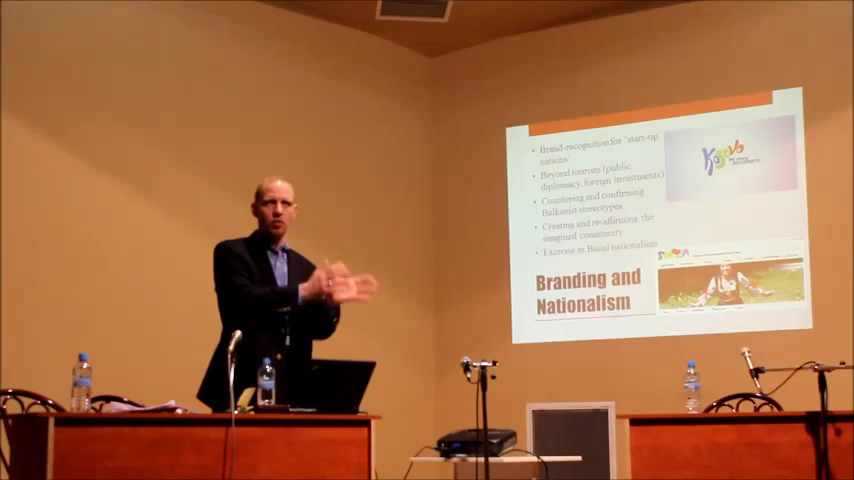 • Brand-recognition for 'start-up
nations'
• Beyond tourism (public
diplomacy, foreign investments)
• Countering and confirming
Balkanist stereotypes
• Creating and re-affirming the
imagined community
• Exercise in Banal nationalism
Branding and
Nationalism
Kosovo